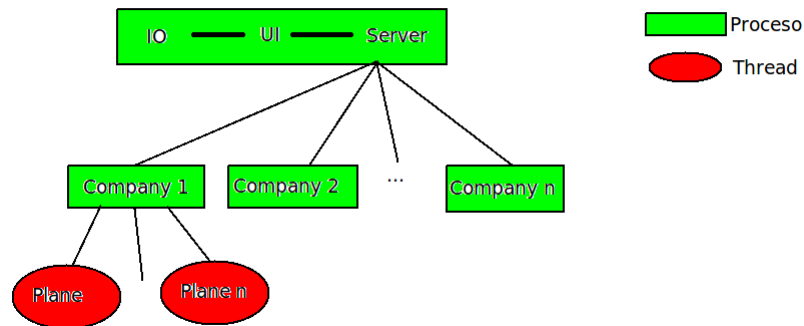 IO UI Server
Proceso
Thread
Company 1 Company 2 ... Company n
Plane Plane n